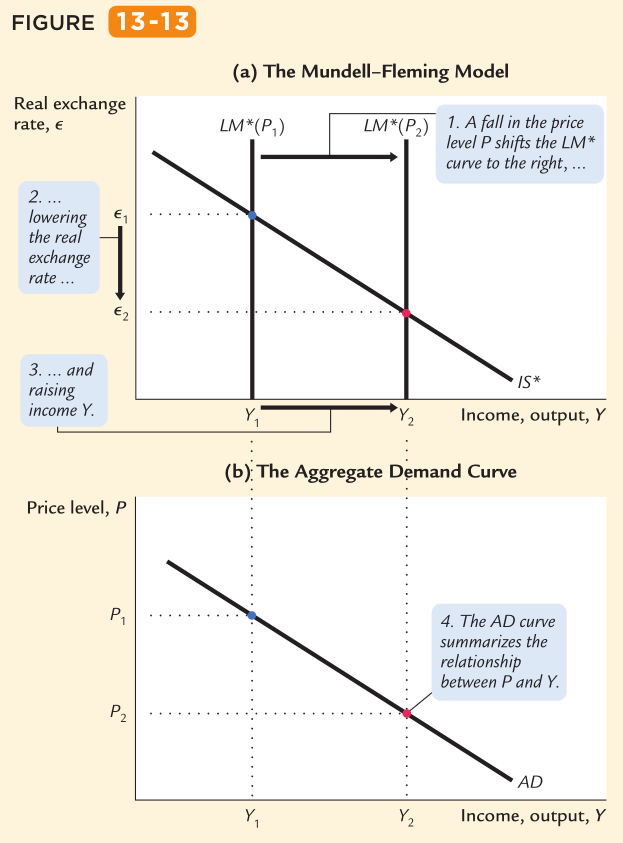 FIGURE 13-13
(a) The Mundell–Fleming Model
Real exchange
rate, ϵ
LM*(P₁)
LM*(P₂)
1. A fall in the price
level P shifts the LM*
curve to the right, ...
2. ...
lowering
the real
exchange
rate ...
ϵ₁
ϵ₂
IS*
3. ... and
raising
income Y.
Y₁
Y₂
Income, output, Y
(b) The Aggregate Demand Curve
Price level, P
P₁
4. The AD curve
summarizes the
relationship
between P and Y.
P₂
AD
Y₁
Y₂
Income, output, Y